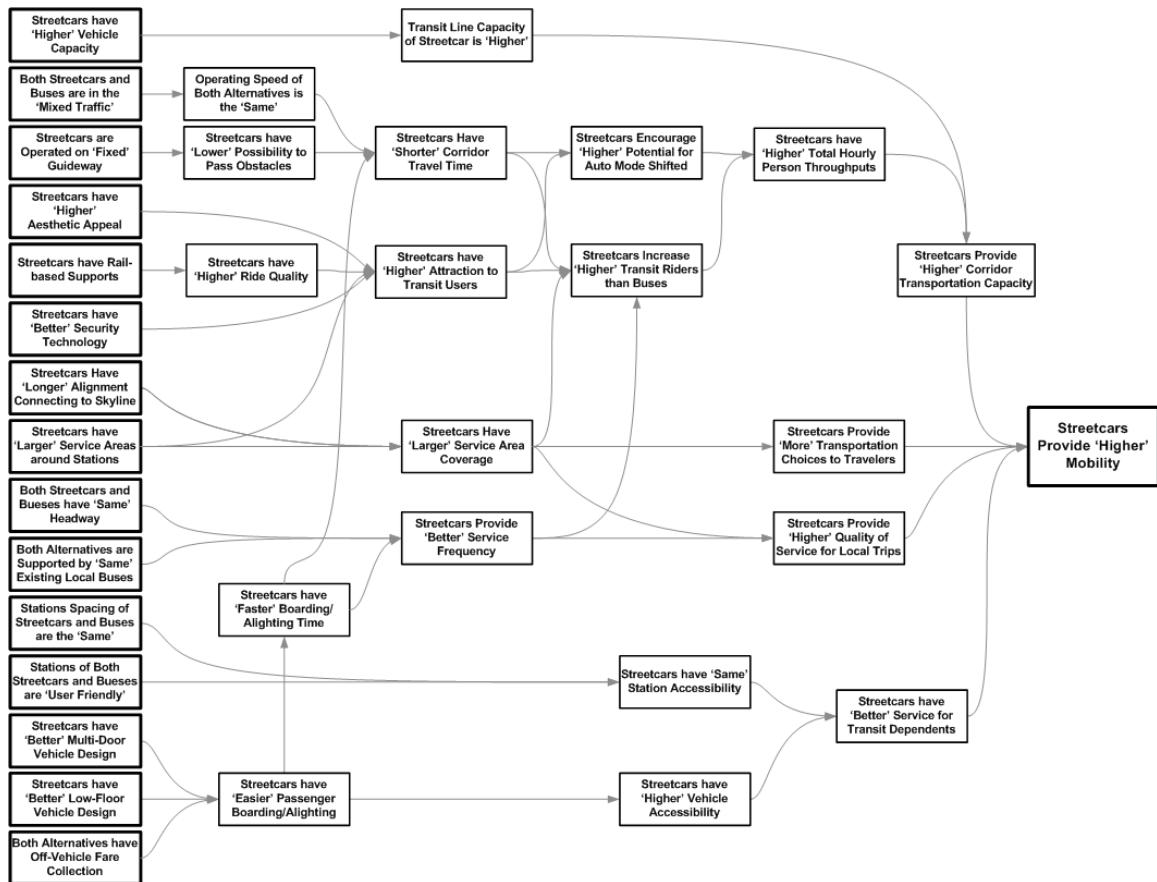 Streetcars have
‘Higher’ Vehicle
Capacity
Transit Line Capacity
of Streetcar is ‘Higher’
Both Streetcars and
Buses are in the
‘Mixed Traffic’
Operating Speed of
Both Alternatives is
the ‘Same’
Streetcars are
Operated on ‘Fixed’
Guideway
Streetcars have
‘Lower’ Possibility to
Pass Obstacles
Streetcars Have
‘Shorter’ Corridor
Travel Time
Streetcars Encourage
‘Higher’ Potential for
Auto Mode Shifted
Streetcars have
‘Higher’ Total Hourly
Person Throughputs
Streetcars have
‘Higher’
Aesthetic Appeal
Streetcars have Rail-
based Supports
Streetcars have
‘Higher’ Ride Quality
Streetcars have
‘Higher’ Attraction to
Transit Users
Streetcars Increase
‘Higher’ Transit Riders
than Buses
Streetcars Provide
‘Higher’ Corridor
Transportation Capacity
Streetcars have
‘Better’ Security
Technology
Streetcars Have
‘Longer’ Alignment
Connecting to Skyline
Streetcars have
‘Larger’ Service Areas
around Stations
Streetcars Have
‘Larger’ Service Area
Coverage
Streetcars Provide
‘More’ Transportation
Choices to Travelers
Streetcars
Provide ‘Higher’
Mobility
Both Streetcars and
Bueses have ‘Same’
Headway
Streetcars Provide
‘Better’ Service
Frequency
Streetcars Provide
‘Higher’ Quality of
Service for Local Trips
Both Alternatives are
Supported by ‘Same’
Existing Local Buses
Streetcars have
‘Faster’ Boarding/
Alighting Time
Stations Spacing of
Streetcars and Buses
are the ‘Same’
Stations of Both
Streetcars and Bueses
are ‘User Friendly’
Streetcars have ‘Same’
Station Accessibility
Streetcars have
‘Better’ Service for
Transit Dependents
Streetcars have
‘Better’ Multi-Door
Vehicle Design
Streetcars have
‘Better’ Low-Floor
Vehicle Design
Streetcars have
‘Easier’ Passenger
Boarding/Alighting
Streetcars have
‘Higher’ Vehicle
Accessibility
Both Alternatives have
Off-Vehicle Fare
Collection